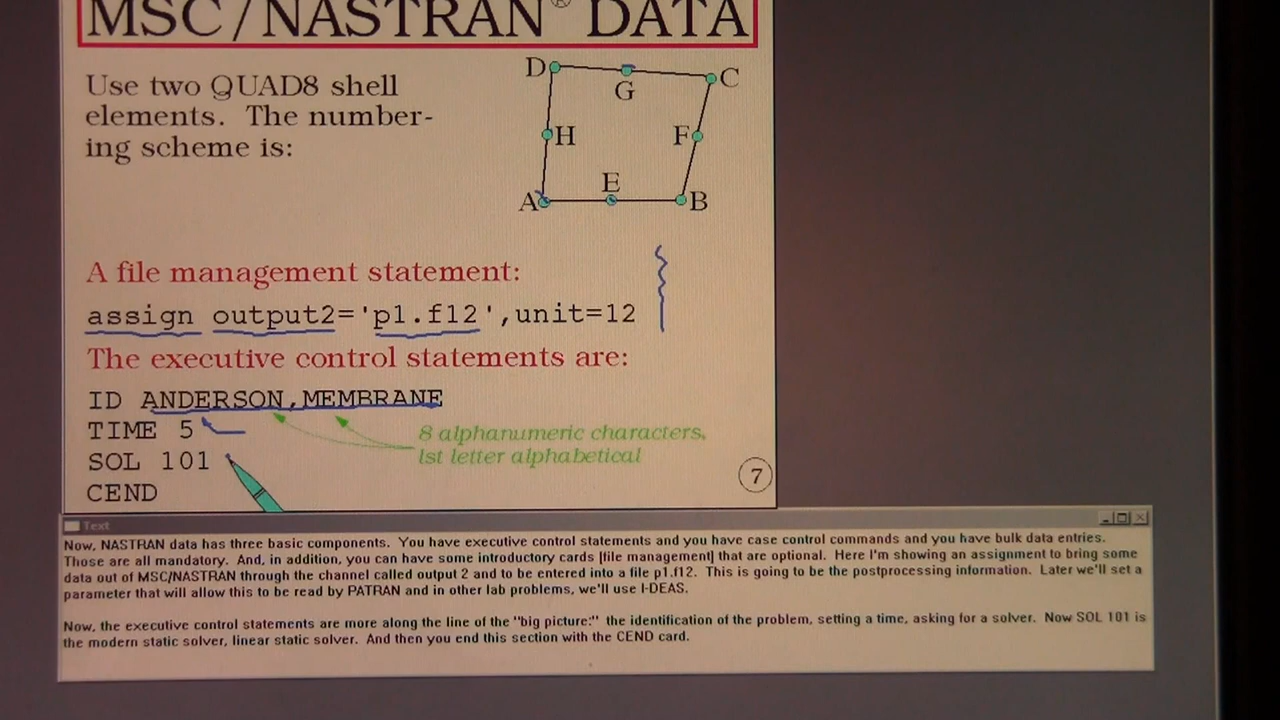 MSC/NASTRAN® DATA
Use two QUAD8 shell
elements. The number-
ing scheme is:
D
C
G
H
F
E
A
B
A file management statement:
assign output2='p1.f12',unit=12
The executive control statements are:
ID ANDERSON,MEMBRANE
TIME 5
8 alphanumeric characters,
1st letter alphabetical
SOL 101
CEND
7
Text
Now, NASTRAN data has three basic components. You have executive control statements and you have case control commands and you have bulk data entries.
Those are all mandatory. And, in addition, you can have some introductory cards [file management] that are optional. Here I'm showing an assignment to bring some
data out of MSC/NASTRAN through the channel called output 2 and to be entered into a file p1.f12. This is going to be the postprocessing information. Later we'll set a
parameter that will allow this to be read by PATRAN and in other lab problems, we'll use I-DEAS.
Now, the executive control statements are more along the line of the "big picture:" the identification of the problem, setting a time, asking for a solver. Now SOL 101 is
the modern static solver, linear static solver. And then you end this section with the CEND card.